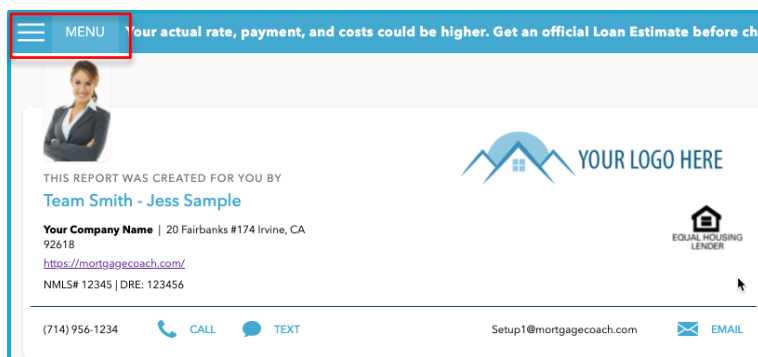 MENU
Your actual rate, payment, and costs could be higher. Get an official Loan Estimate before ch
YOUR LOGO HERE
THIS REPORT WAS CREATED FOR YOU BY
Team Smith - Jess Sample
Your Company Name | 20 Fairbanks #174 Irvine, CA
92618
https://mortgagecoach.com/
NMLS# 12345 | DRE: 123456
EQUAL HOUSING
LENDER
(714) 956-1234 CALL TEXT Setup1@mortgagecoach.com EMAIL